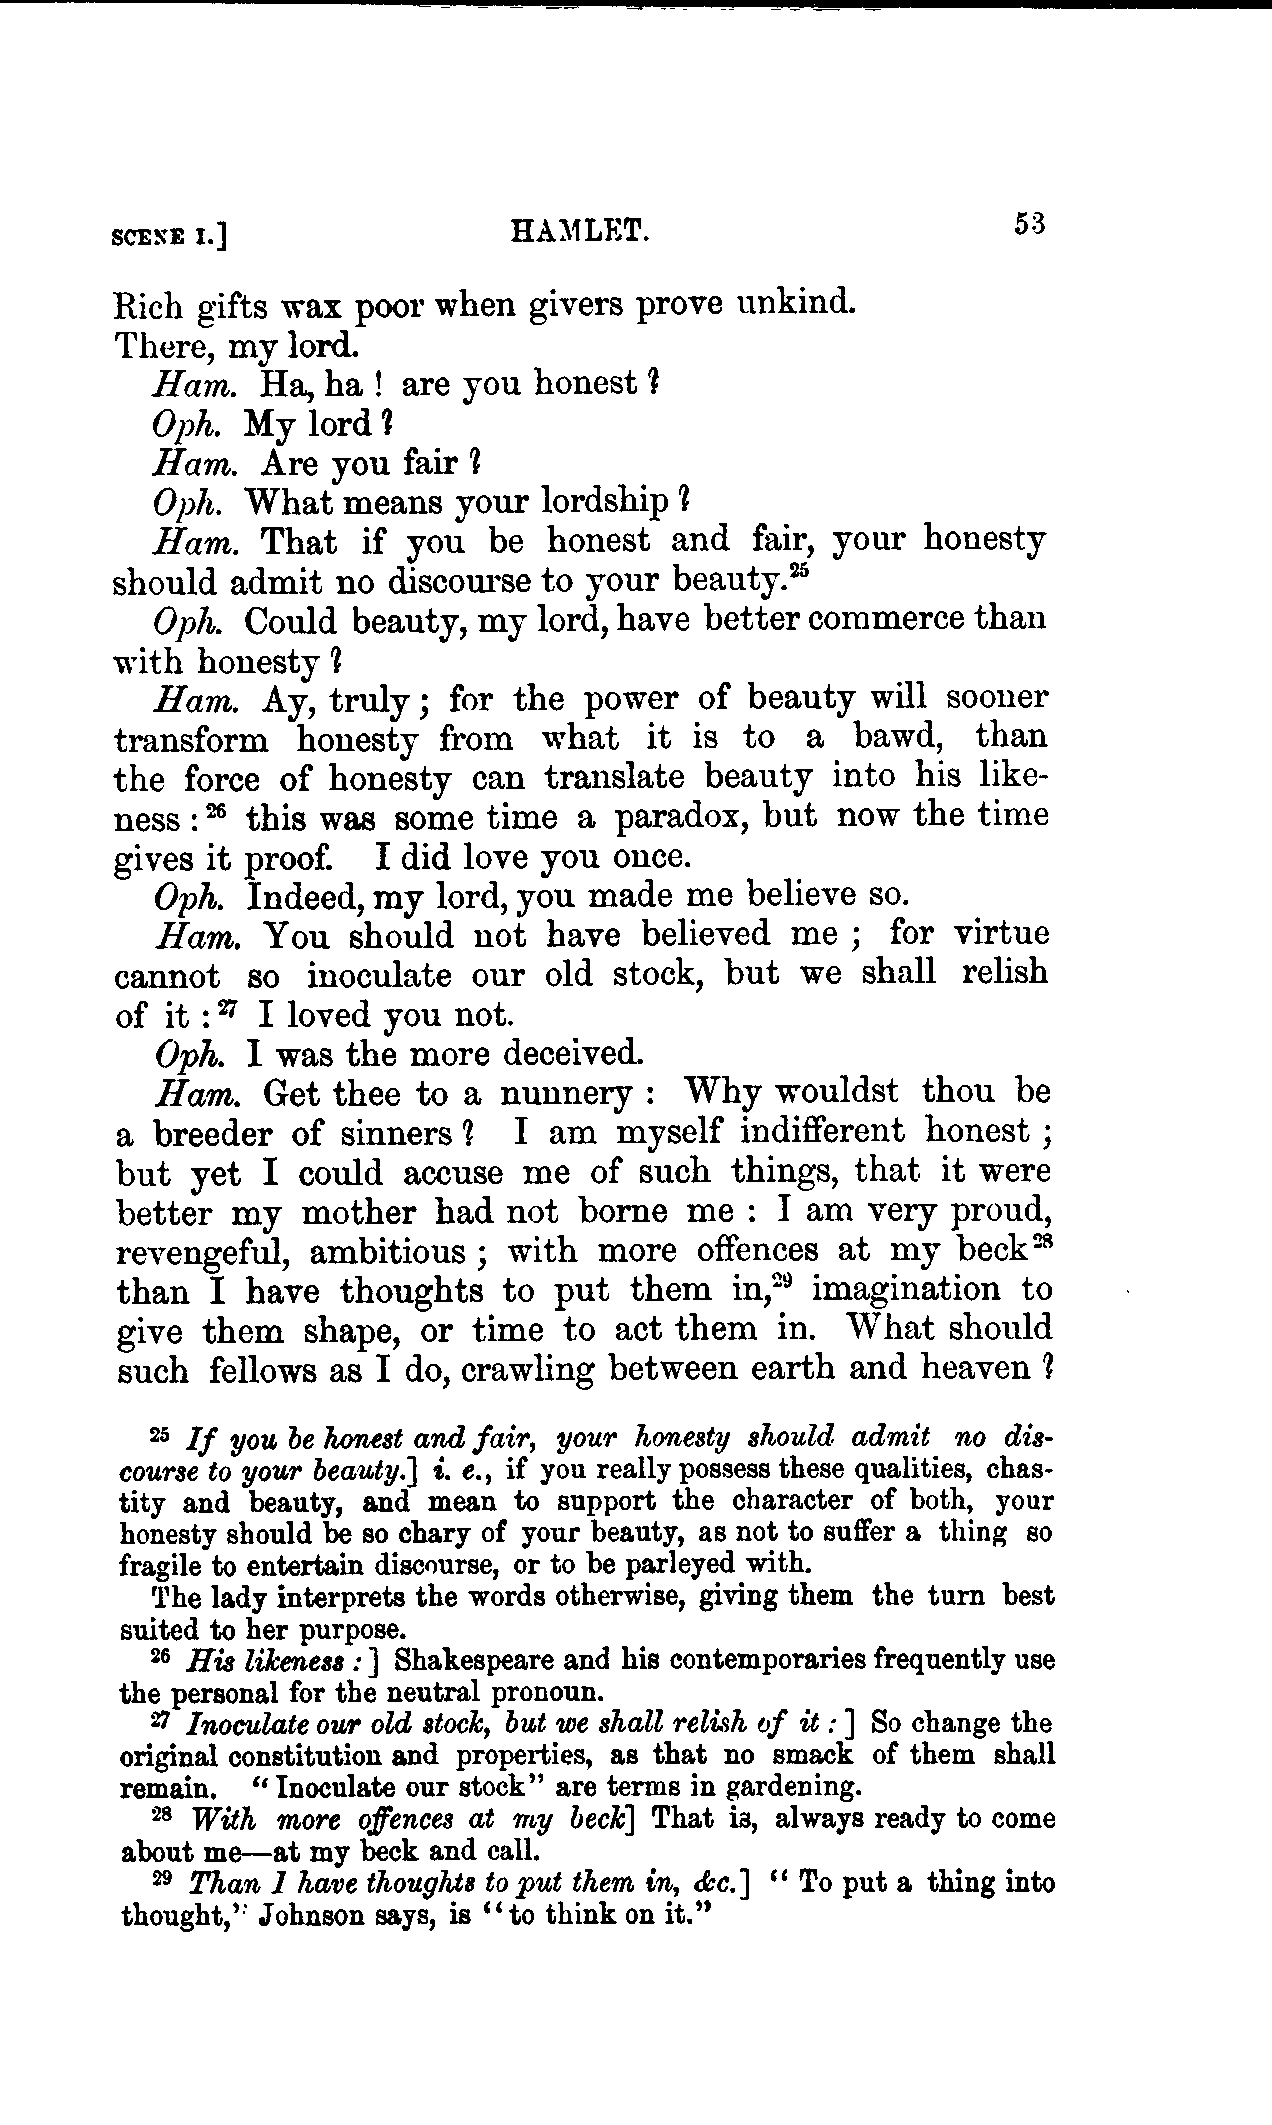 SCENE I.] HAMLET. 53
Rich gifts wax poor when givers prove unkind.
There, my lord.
Ham. Ha, ha ! are you honest ?
Oph. My lord ?
Ham. Are you fair ?
Oph. What means your lordship ?
Ham. That if you be honest and fair, your honesty
should admit no discourse to your beauty.²⁵
Oph. Could beauty, my lord, have better commerce than
with honesty ?
Ham. Ay, truly ; for the power of beauty will sooner
transform honesty from what it is to a bawd, than
the force of honesty can translate beauty into his like-
ness :²⁶ this was some time a paradox, but now the time
gives it proof. I did love you once.
Oph. Indeed, my lord, you made me believe so.
Ham. You should not have believed me ; for virtue
cannot so inoculate our old stock, but we shall relish
of it :²⁷ I loved you not.
Oph. I was the more deceived.
Ham. Get thee to a nunnery : Why wouldst thou be
a breeder of sinners ? I am myself indifferent honest ;
but yet I could accuse me of such things, that it were
better my mother had not borne me : I am very proud,
revengeful, ambitious ; with more offences at my beck²⁸
than I have thoughts to put them in,²⁹ imagination to
give them shape, or time to act them in. What should
such fellows as I do, crawling between earth and heaven ?
²⁵ If you be honest and fair, your honesty should admit no dis-
course to your beauty.] i. e., if you really possess these qualities, chas-
tity and beauty, and mean to support the character of both, your
honesty should be so chary of your beauty, as not to suffer a thing so
fragile to entertain discourse, or to be parleyed with.
The lady interprets the words otherwise, giving them the turn best
suited to her purpose.
²⁶ His likeness :] Shakespeare and his contemporaries frequently use
the personal for the neutral pronoun.
²⁷ Inoculate our old stock, but we shall relish of it :] So change the
original constitution and properties, as that no smack of them shall
remain. “ Inoculate our stock” are terms in gardening.
²⁸ With more offences at my beck] That is, always ready to come
about me—at my beck and call.
²⁹ Than I have thoughts to put them in, &c.] “ To put a thing into
thought,” Johnson says, is “to think on it.”